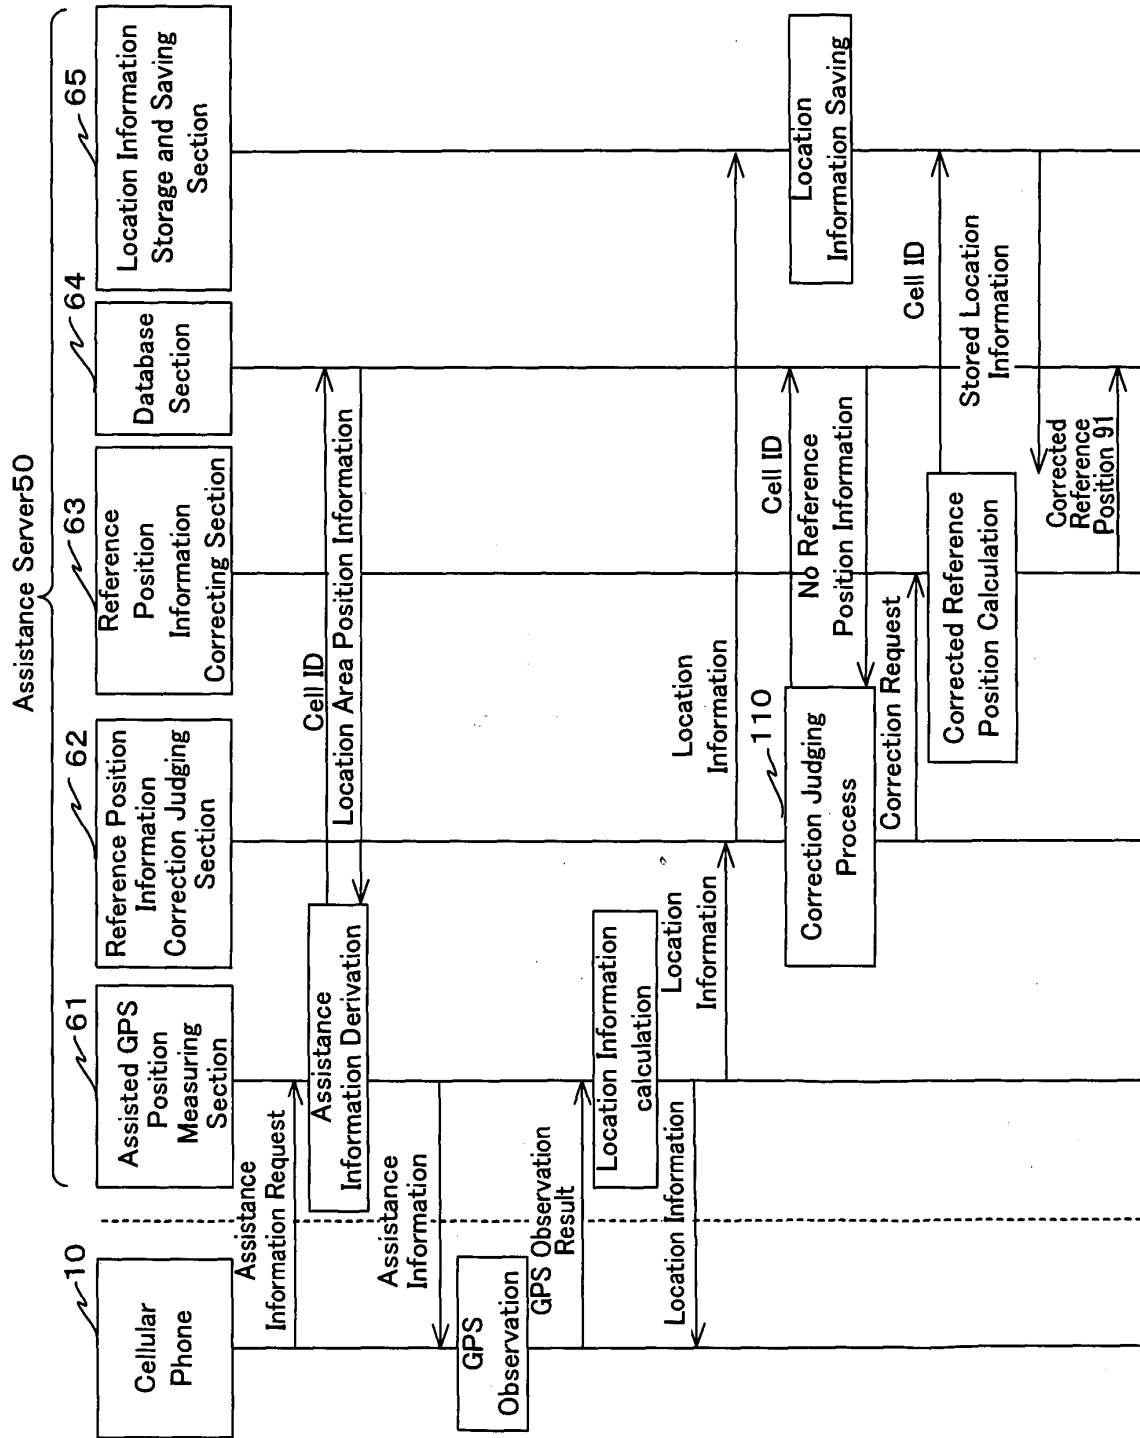 Assistance Server50
10
61
62
63
64
65
Cellular
Phone
Assisted GPS
Position
Measuring
Section
Reference Position
Information
Correction Judging
Section
Reference
Position
Information
Correcting Section
Database
Section
Location Information
Storage and Saving
Section
Assistance
Information Request
Assistance
Information Derivation
Cell ID
Location Area Position Information
Assistance
Information
GPS
Observation
GPS Observation
Result
Location Information
calculation
Location Information
Location
Information
Location
Information
110
Correction Judging
Process
Cell ID
No Reference
Position Information
Location
Information Saving
Correction Request
Corrected Reference
Position Calculation
Cell ID
Stored Location
Information
Corrected
Reference
Position 91